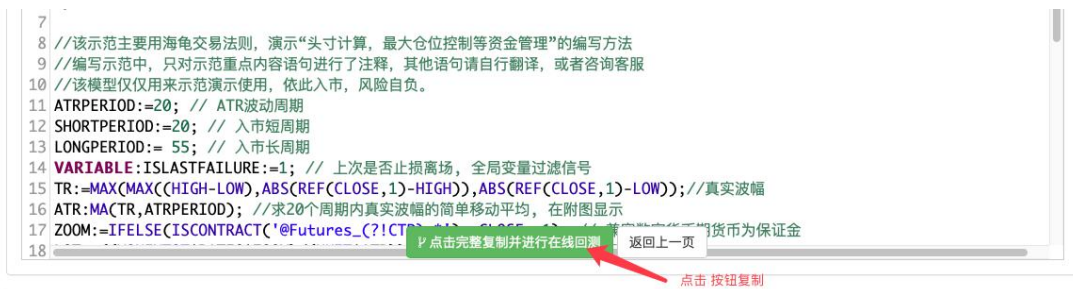 7
8 //该示范主要用海龟交易法则，演示“头寸计算，最大仓位控制等资金管理”的编写方法
9 //编写示范中，只对示范重点内容语句进行了注释，其他语句请自行翻译，或者咨询客服
10 //该模型仅仅用来示范演示使用，依此入市，风险自负。
11 ATRPERIOD:=20; // ATR波动周期
12 SHORTPERIOD:=20; // 入市短周期
13 LONGPERIOD:= 55; // 入市长周期
14 VARIABLE:ISLASTFAILURE:=1; // 上次是否止损离场, 全局变量过滤信号
15 TR:=MAX(MAX((HIGH-LOW),ABS(REF(CLOSE,1)-HIGH)),ABS(REF(CLOSE,1)-LOW));//真实波幅
16 ATR:MA(TR,ATRPERIOD); //求20个周期内真实波幅的简单移动平均, 在附图显示
17 ZOOM:=IFELSE(ISCONTRACT('@Futures_(?!CT 货币为保证金
18
点击完整复制并进行在线回测 返回上一页
点击 按钮复制